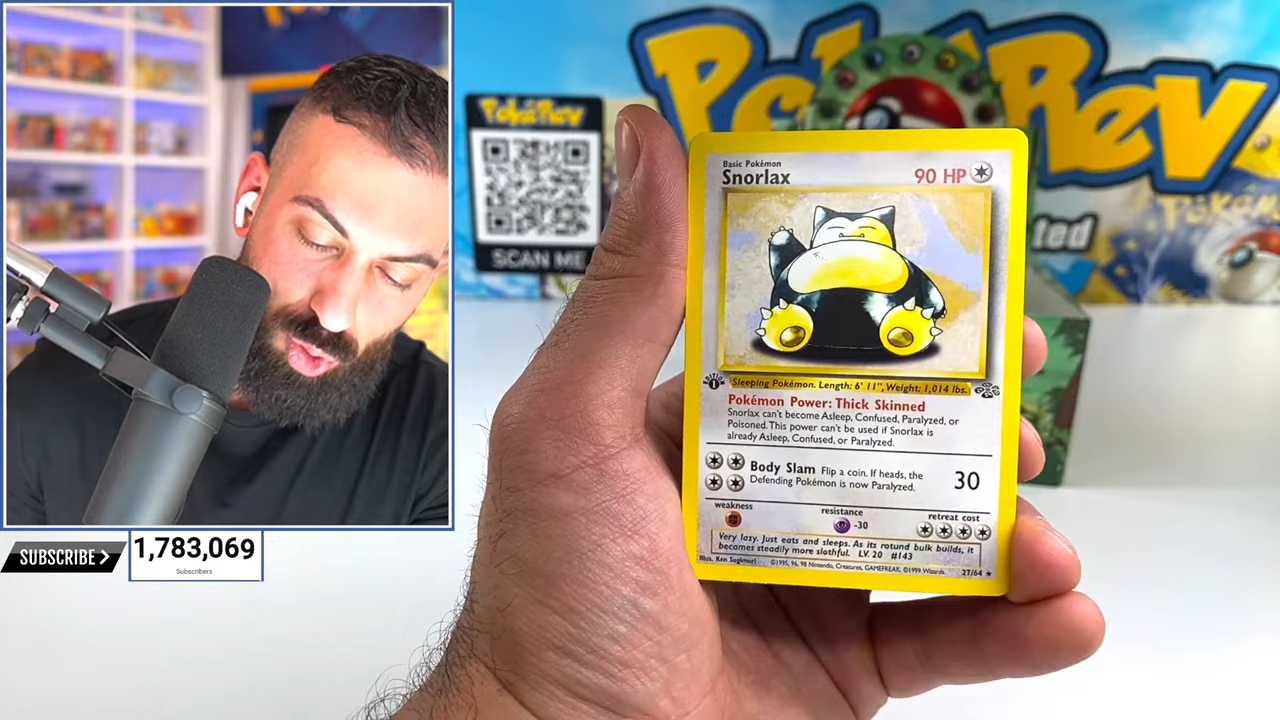 PokéRev
PokéRev
SCAN ME
ted
Basic Pokémon
Snorlax
90 HP
EDITION
1
Sleeping Pokémon. Length: 6' 11", Weight: 1,014 lbs.
Pokémon Power: Thick Skinned
Snorlax can't become Asleep, Confused, Paralyzed, or
Poisoned. This power can't be used if Snorlax is
already Asleep, Confused, or Paralyzed.
Body Slam Flip a coin. If heads, the
Defending Pokémon is now Paralyzed.
30
weakness
resistance
-30
retreat cost
Very lazy. Just eats and sleeps. As its rotund bulk builds, it
becomes steadily more slothful. LV. 20 #143
Illus. Ken Sugimori
©1995, 96, 98 Nintendo, Creatures, GAMEFREAK. ©1999 Wizards.
27/64 ★
SUBSCRIBE >
1,783,069
Subscribers